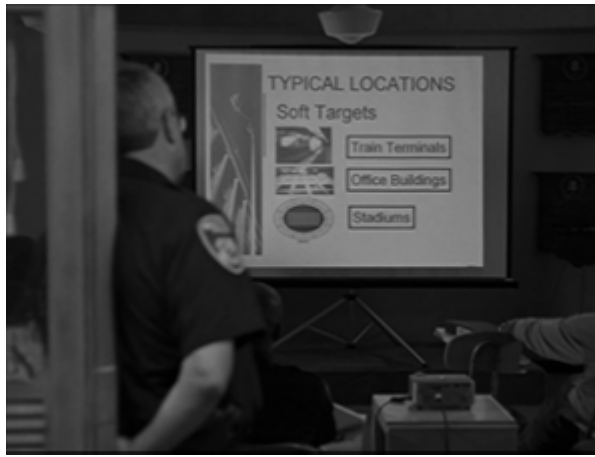 TYPICAL LOCATIONS
Soft Targets
Train Terminals
Office Buildings
Stadiums